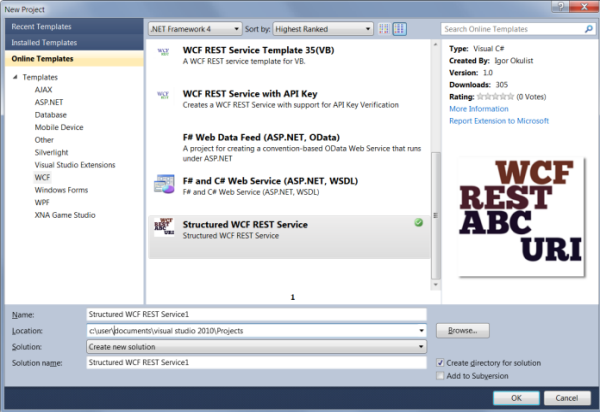 New Project
Recent Templates
Installed Templates
Online Templates
Templates
AJAX
ASP.NET
Database
Mobile Device
Other
Silverlight
Visual Studio Extensions
WCF
Windows Forms
WPF
XNA Game Studio
.NET Framework 4
Sort by:
Highest Ranked
WCF REST Service Template 35(VB)
A WCF REST service template for VB.
WCF REST Service with API Key
Creates a WCF REST Service with support for API Key Verification
F# Web Data Feed (ASP.NET, OData)
A project for creating a convention-based OData Web Service that runs
under ASP.NET
F# and C# Web Service (ASP.NET, WSDL)
F# and C# Web Service (ASP.NET, WSDL)
WCF
REST
ABC
URI
Structured WCF REST Service
Structured WCF REST Service
1
Search Online Templates
Type: Visual C#
Created By: Igor Okulist
Version: 1.0
Downloads: 305
Rating: (0 Votes)
More Information
Report Extension to Microsoft
WCF
REST
ABC
URI
Name:
Structured WCF REST Service1
Location:
c:\user\documents\visual studio 2010\Projects
Browse...
Solution:
Create new solution
Solution name:
Structured WCF REST Service1
Create directory for solution
Add to Subversion
OK
Cancel